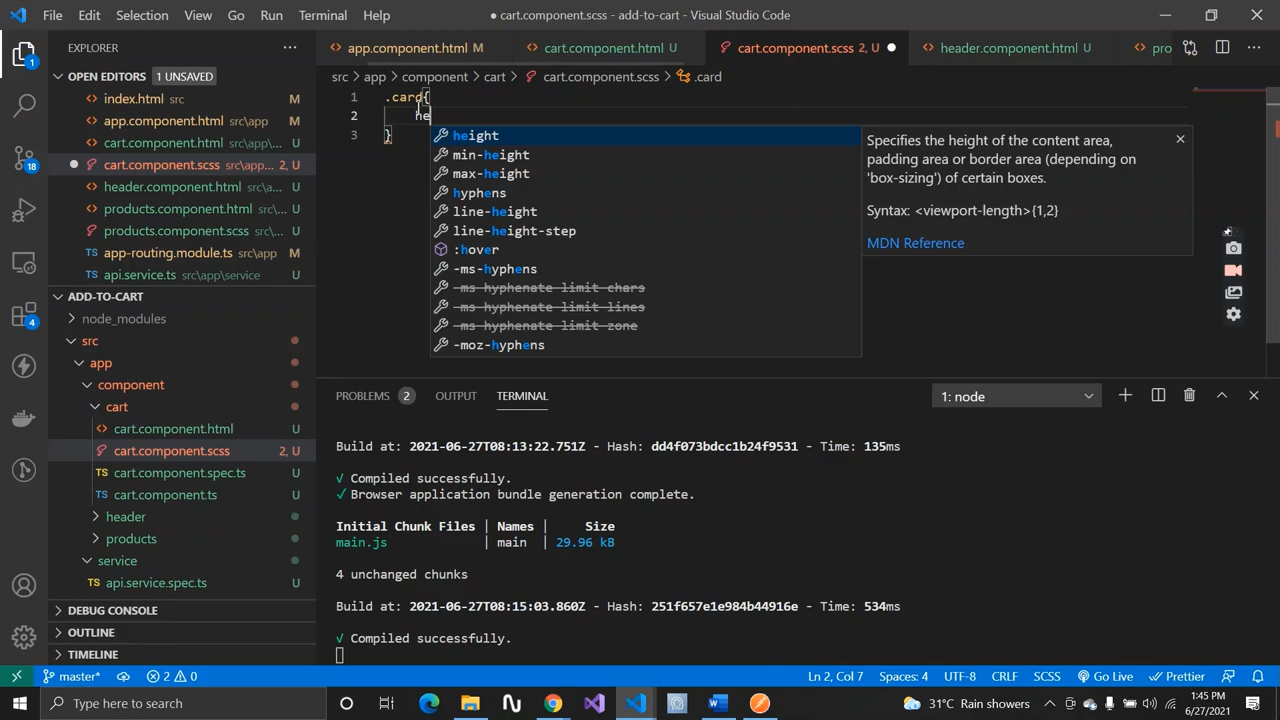 File Edit Selection View Go Run Terminal Help
● cart.component.scss - add-to-cart - Visual Studio Code
EXPLORER
OPEN EDITORS 1 UNSAVED
index.html src M
app.component.html src\app M
cart.component.html src\app\...
cart.component.scss src\app... 2, U
header.component.html src\...
products.component.html s\...
products.component.scss src\...
app-routing.module.ts src\app
api.service.ts src\app\service
ADD-TO-CART
node_modules
src
app
component
cart
cart.component.html U
cart.component.scss 2, U
cart.component.spec.ts U
cart.component.ts U
header
products
service
api.service.spec.ts U
DEBUG CONSOLE
OUTLINE
TIMELINE
1
18
4
app.component.html M
cart.component.html U
cart.component.scss 2, U
header.component.html U
pro
src > app > component > cart > cart.component.scss > .card
1 .card{
2 he
3 }
height
min-height
max-height
hyphens
line-height
line-height-step
:hover
-ms-hyphens
-ms-hyphenate-limit-chars
-ms-hyphenate-limit-lines
-ms-hyphenate-limit-zone
-moz-hyphens
Specifies the height of the content area,
padding area or border area (depending on
'box-sizing') of certain boxes.
Syntax: <viewport-length>{1,2}
MDN Reference
PROBLEMS 2 OUTPUT TERMINAL
1: node
Build at: 2021-06-27T08:13:22.751Z - Hash: dd4f073bdcc1b24f9531 - Time: 135ms
√ Compiled successfully.
√ Browser application bundle generation complete.
Initial Chunk Files | Names | Size
main.js | main | 29.96 kB
4 unchanged chunks
Build at: 2021-06-27T08:15:03.860Z - Hash: 251f657e1e984b44916e - Time: 534ms
√ Compiled successfully.
master* 2 0
Ln 2, Col 7 Spaces: 4 UTF-8 CRLF SCSS Go Live Prettier
Type here to search
31°C Rain showers
1:45 PM
6/27/2021